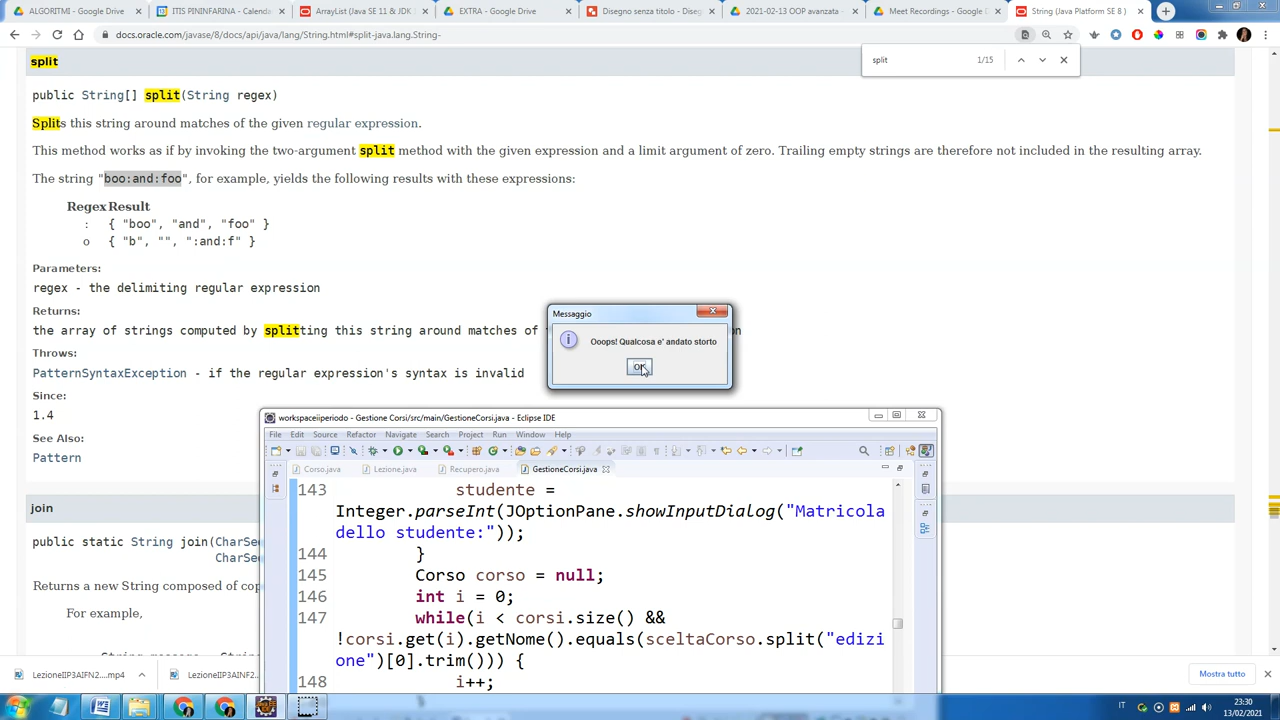 ALGORITMI - Google Drive
ITIS PININFARINA - Calenda
ArrayList (Java SE 11 & JDK
EXTRA - Google Drive
Disegno senza titolo - Diseg
2021-02-13 OOP avanzata -
Meet Recordings - Google D
String (Java Platform SE 8 )
docs.oracle.com/javase/8/docs/api/java/lang/String.html#split-java.lang.String-
split 1/15
split
public String[] split(String regex)
Splits this string around matches of the given regular expression.
This method works as if by invoking the two-argument split method with the given expression and a limit argument of zero. Trailing empty strings are therefore not included in the resulting array.
The string "boo:and:foo", for example, yields the following results with these expressions:
Regex Result
: { "boo", "and", "foo" }
o { "b", "", ":and:f" }
Parameters:
regex - the delimiting regular expression
Returns:
the array of strings computed by splitting this string around matches of
Throws:
PatternSyntaxException - if the regular expression's syntax is invalid
Since:
1.4
See Also:
Pattern
Messaggio
Ooops! Qualcosa e' andato storto
OK
join
public static String join(CharSe
CharSe
Returns a new String composed of cop
For example,
workspaceiiperiodo - Gestione Corsi/src/main/GestioneCorsi.java - Eclipse IDE
File Edit Source Refactor Navigate Search Project Run Window Help
Corso.java Lezione.java Recupero.java GestioneCorsi.java
143 studente =
Integer.parseInt(JOptionPane.showInputDialog("Matricola
dello studente:"));
144 }
145 Corso corso = null;
146 int i = 0;
147 while(i < corsi.size() &&
!corsi.get(i).getNome().equals(sceltaCorso.split("edizi
one")[0].trim())) {
148 i++;
LezioneIIP3AIFN2....mp4
LezioneIIP3AINF2...
Mostra tutto
IT
23:30
13/02/2021